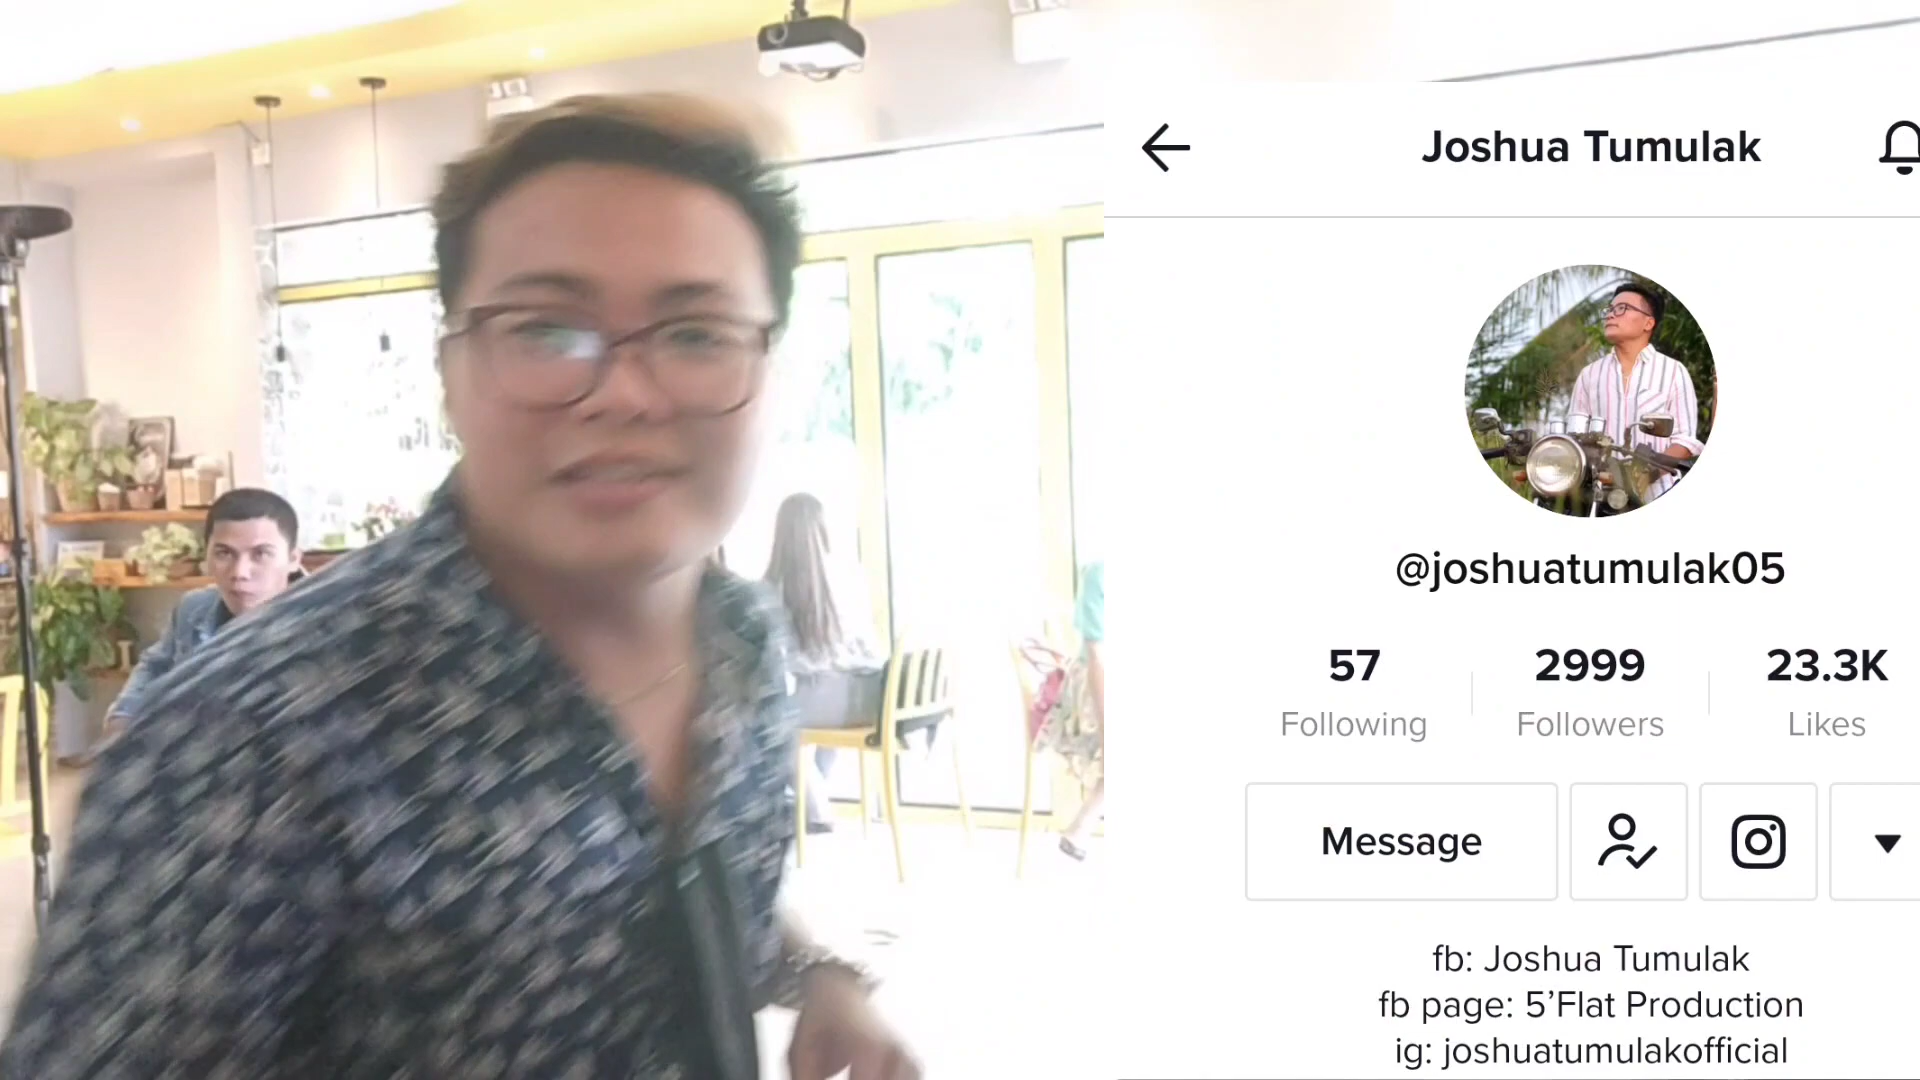 Joshua Tumulak
@joshuatumulak05
57 2999 23.3K
Following Followers Likes
Message
fb: Joshua Tumulak
fb page: 5’Flat Production
ig: joshuatumulakofficial